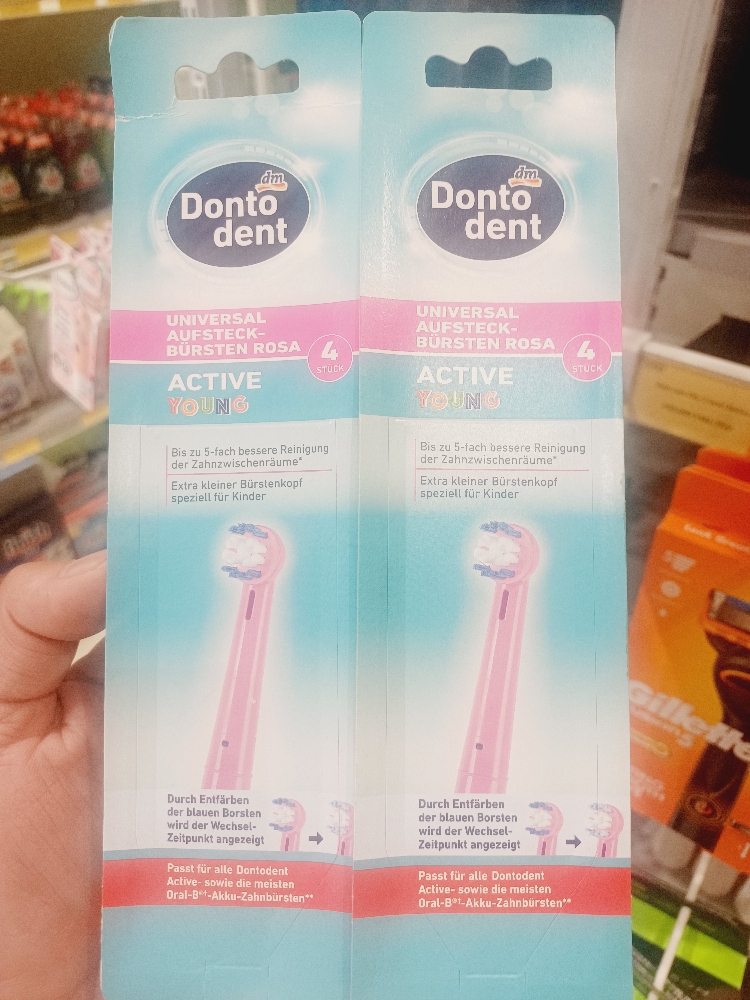 dm
Donto
dent
UNIVERSAL
AUFSTECK-
BÜRSTEN ROSA
4
STÜCK
ACTIVE
YOUNG
Bis zu 5-fach bessere Reinigung
der Zahnzwischenräume*
Extra kleiner Bürstenkopf
speziell für Kinder
Durch Entfärben
der blauen Borsten
wird der Wechsel-
Zeitpunkt angezeigt
Passt für alle Dontodent
Active- sowie die meisten
Oral-B®¹-Akku-Zahnbürsten**
dm
Donto
dent
UNIVERSAL
AUFSTECK-
BÜRSTEN ROSA
4
STÜCK
ACTIVE
YOUNG
Bis zu 5-fach bessere Reinigung
der Zahnzwischenräume*
Extra kleiner Bürstenkopf
speziell für Kinder
Durch Entfärben
der blauen Borsten
wird der Wechsel-
Zeitpunkt angezeigt
Passt für alle Dontodent
Active- sowie die meisten
Oral-B®¹-Akku-Zahnbürsten**
Gillette